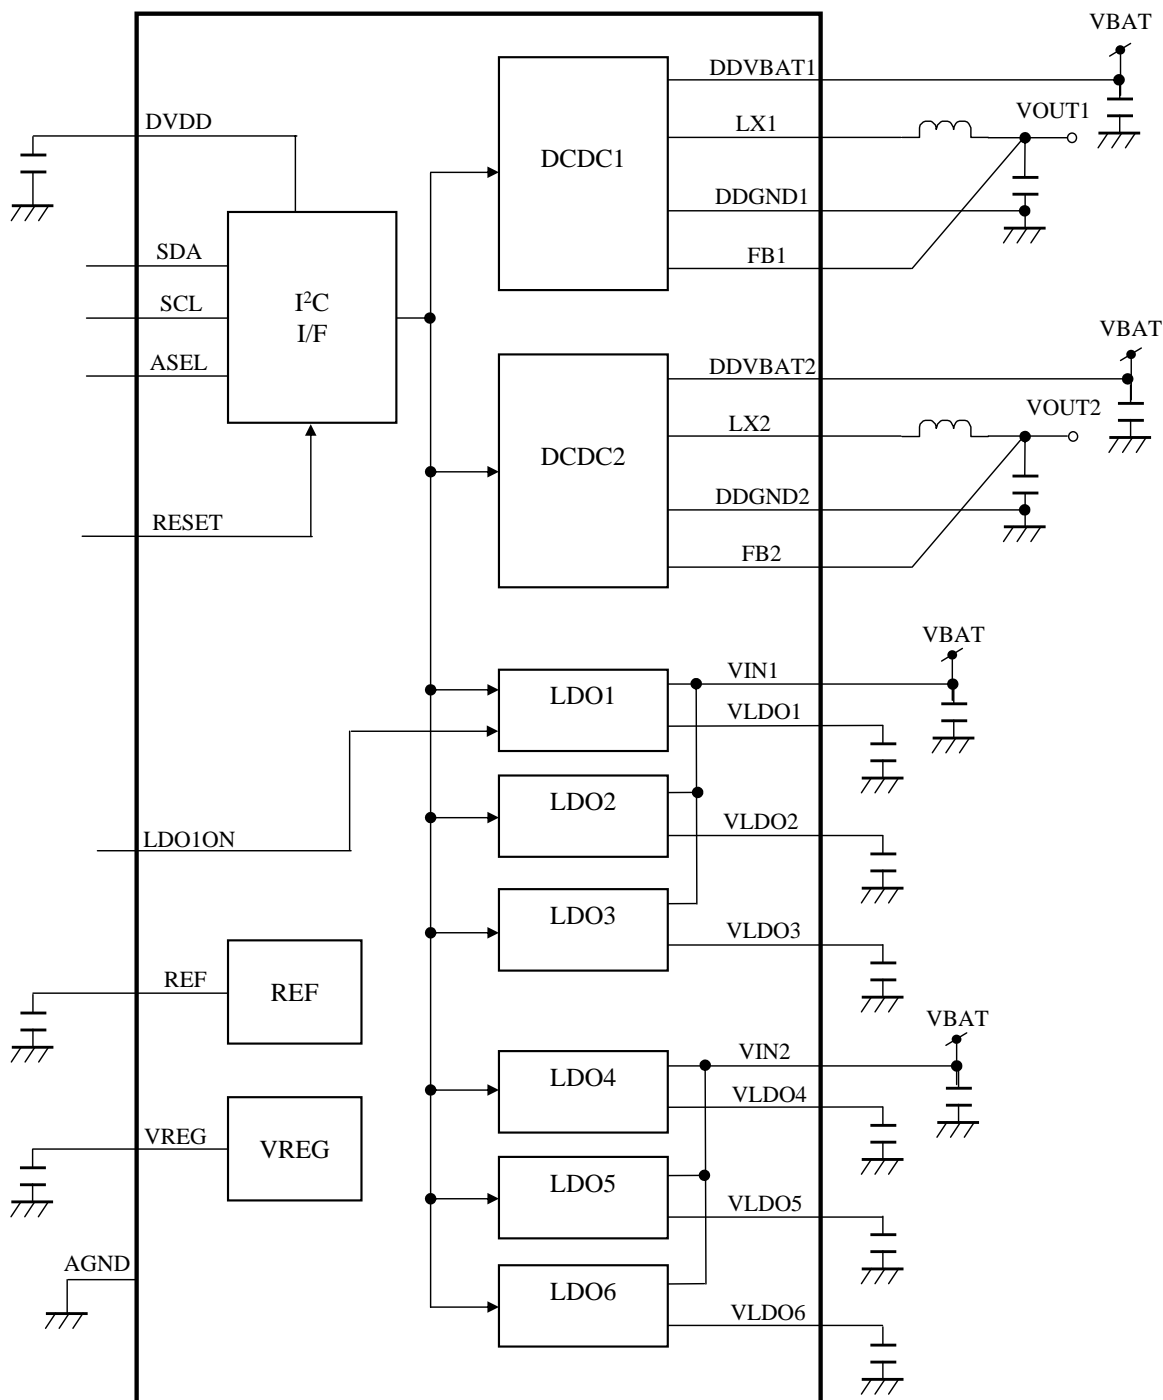 VBAT
DDVBAT1
DVDD
LX1
VOUT1
DCDC1
DDGND1
SDA
FB1
SCL
I²C
I/F
VBAT
ASEL
DDVBAT2
VOUT2
LX2
DCDC2
DDGND2
RESET
FB2
VBAT
VIN1
LDO1
VLDO1
LDO2
VLDO2
LDO1ON
LDO3
VLDO3
REF
REF
VBAT
VIN2
LDO4
VLDO4
VREG
VREG
LDO5
VLDO5
AGND
LDO6
VLDO6